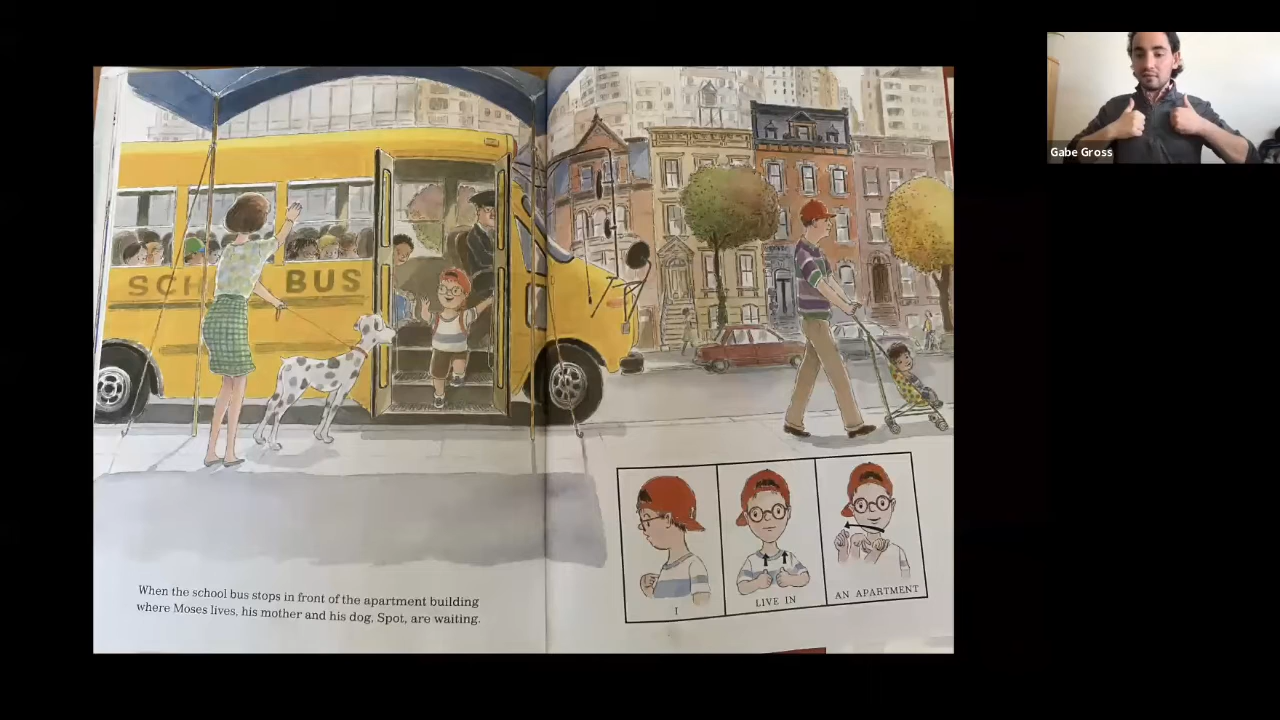 Gabe Gross
SCH BUS
When the school bus stops in front of the apartment building
where Moses lives, his mother and his dog, Spot, are waiting.
I
LIVE IN
AN APARTMENT